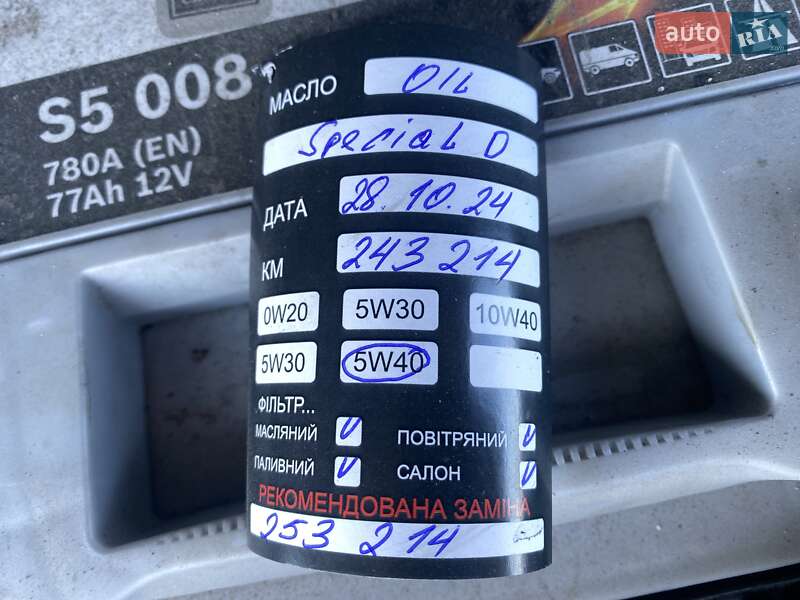 auto RIA
.com
S5 008
780A (EN)
77Ah 12V
МАСЛО OIL
Special D
ДАТА 28.10.24
КМ 243 214
0W20 5W30 10W40
5W30 5W40
ФІЛЬТР...
МАСЛЯНИЙ V ПОВІТРЯНИЙ V
ПАЛИВНИЙ V САЛОН V
РЕКОМЕНДОВАНА ЗАМІНА
253 214